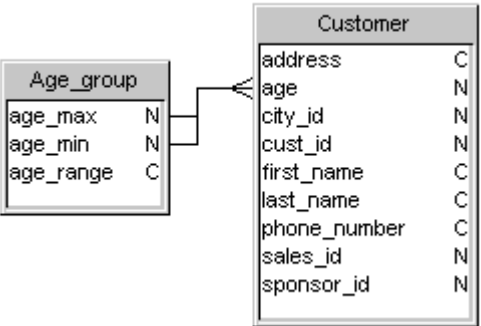 Age_group
age_max N
age_min N
age_range C
Customer
address C
age N
city_id N
cust_id N
first_name C
last_name C
phone_number C
sales_id N
sponsor_id N